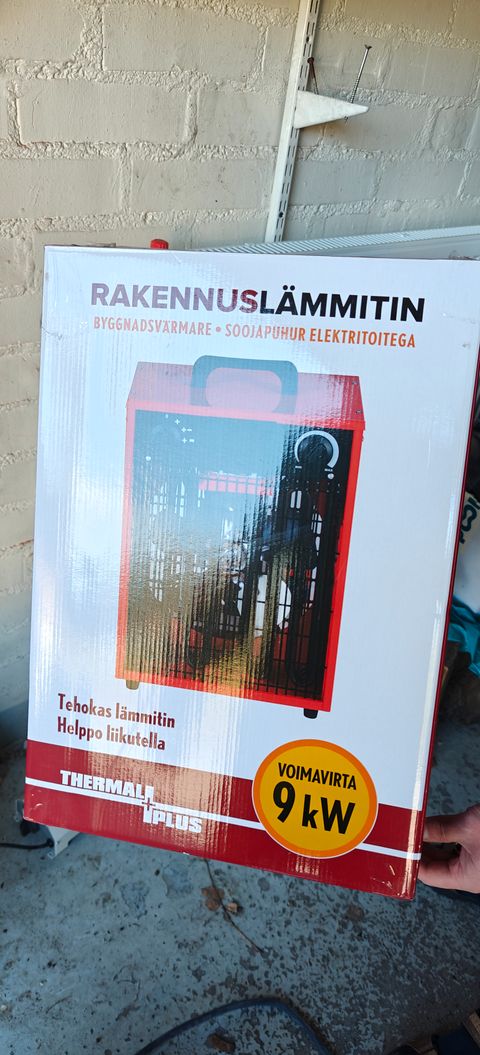 RAKENNUSLÄMMITIN
BYGGNADSVÄRMARE • SOOJAPUHUR ELEKTRITOITEGA
Tehokas lämmitin
Helppo liikutella
THERMAL
PLUS
VOIMAVIRTA
9 kW